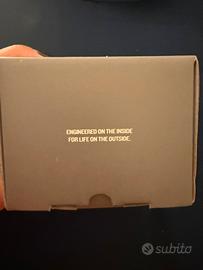 ENGINEERED ON THE INSIDE
FOR LIFE ON THE OUTSIDE.
subito